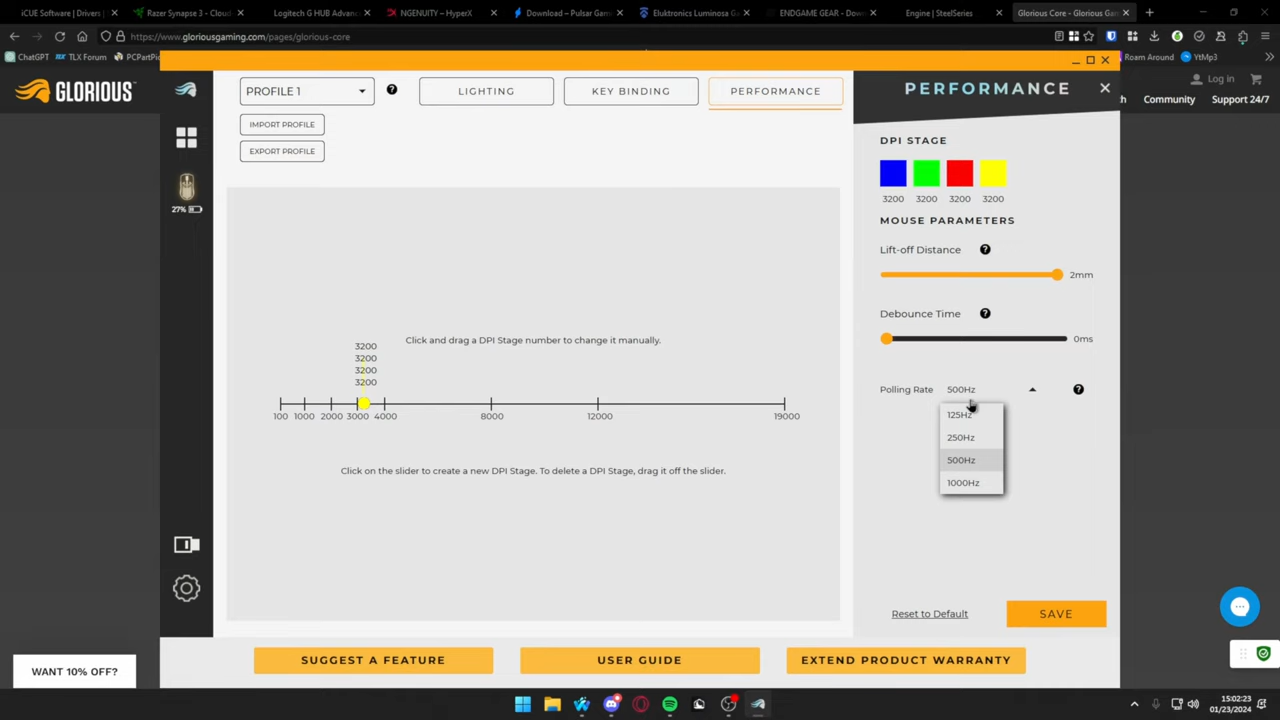 iCUE Software |
Razer Synapse 3 - Cloud
Logitech G HUB Advanc
NGENUITY – HyperX
Download – Pulsar Gam
Eluktronics Luminosa G
ENDGAME GEAR - Dow
Engine | SteelSeries
Glorious Core - Glorious Ga
https://www.gloriousgaming.com/pages/glorious-core
ChatGPT
TLX Forum
PCPartPic
Roam Around
YtMp3
GLORIOUS
Log in
Community
Support 24/7
PROFILE 1
LIGHTING
KEY BINDING
PERFORMANCE
IMPORT PROFILE
EXPORT PROFILE
27%
3200
3200
3200
3200
Click and drag a DPI Stage number to change it manually.
100 1000 2000 3000 4000 8000 12000 19000
Click on the slider to create a new DPI Stage. To delete a DPI Stage, drag it off the slider.
PERFORMANCE
DPI STAGE
3200 3200 3200 3200
MOUSE PARAMETERS
Lift-off Distance
2mm
Debounce Time
0ms
Polling Rate 500Hz
125Hz
250Hz
500Hz
1000Hz
Reset to Default
SAVE
SUGGEST A FEATURE
USER GUIDE
EXTEND PRODUCT WARRANTY
WANT 10% OFF?
15:02:23
01/23/2024